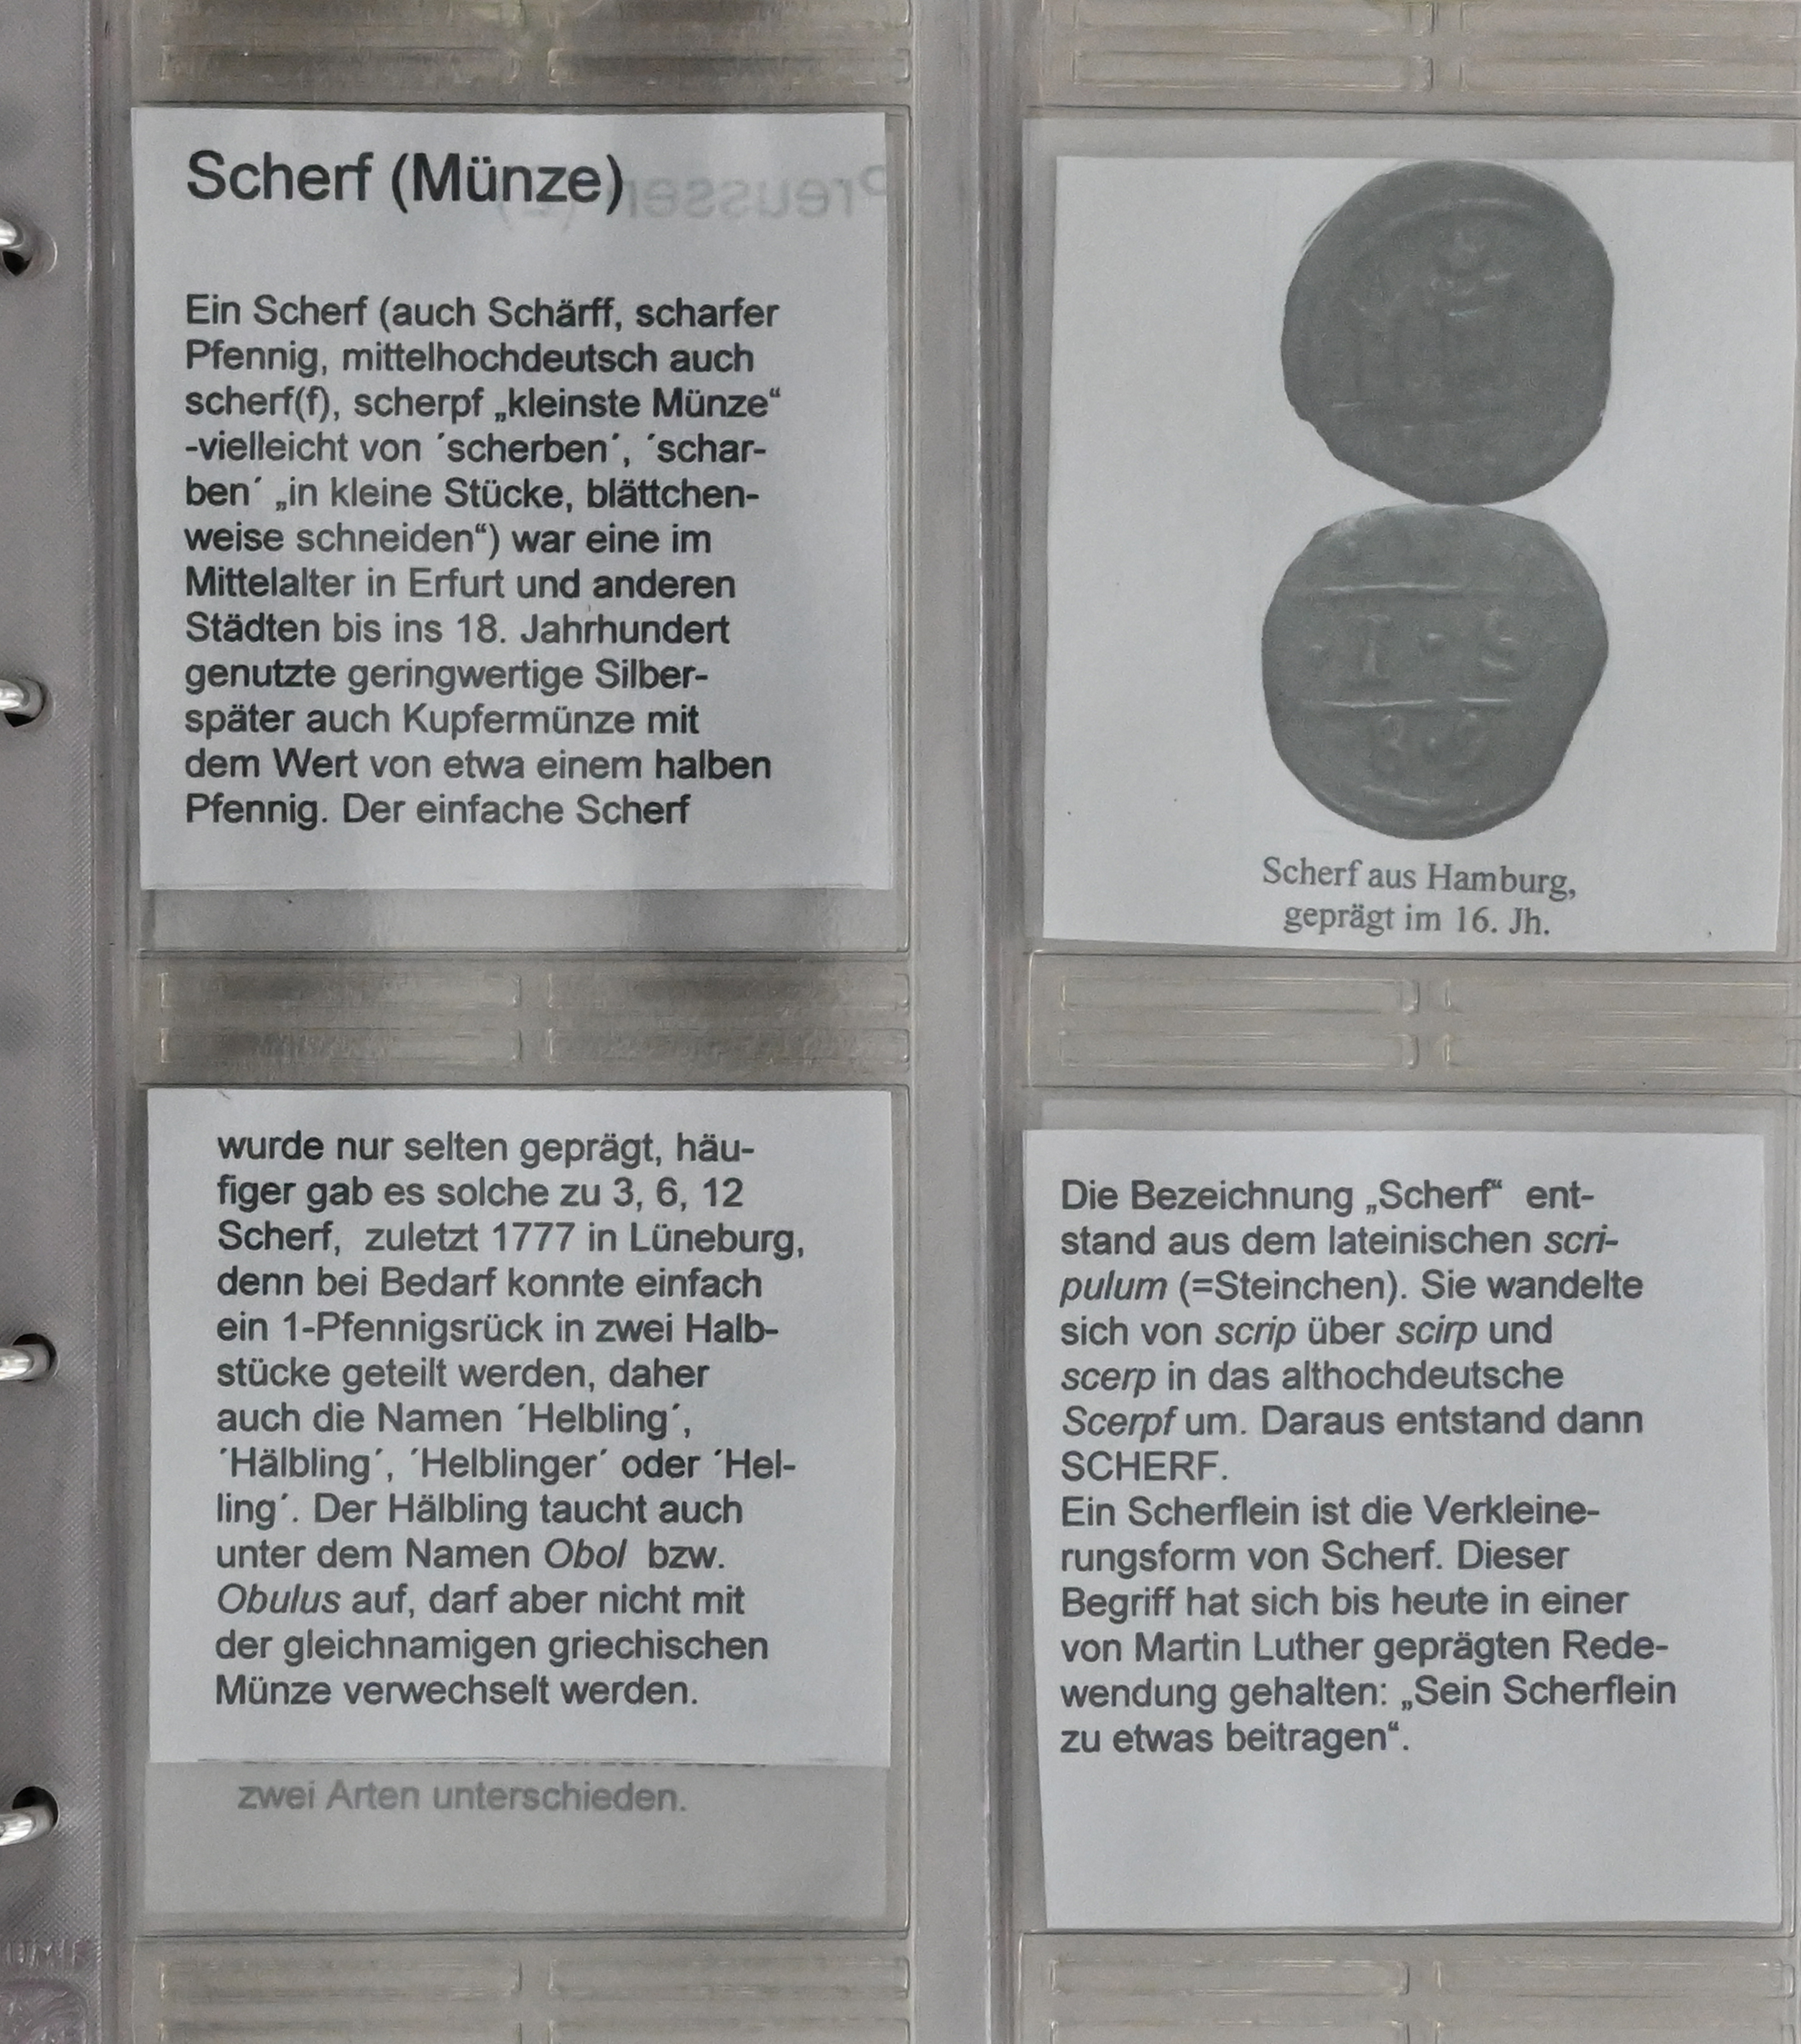 Scherf (Münze)
Ein Scherf (auch Schärff, scharfer
Pfennig, mittelhochdeutsch auch
scherf(f), scherpf „kleinste Münze“
-vielleicht von ´scherben´, ´schar-
ben´ „in kleine Stücke, blättchen-
weise schneiden“) war eine im
Mittelalter in Erfurt und anderen
Städten bis ins 18. Jahrhundert
genutzte geringwertige Silber-
später auch Kupfermünze mit
dem Wert von etwa einem halben
Pfennig. Der einfache Scherf
wurde nur selten geprägt, häu-
figer gab es solche zu 3, 6, 12
Scherf, zuletzt 1777 in Lüneburg,
denn bei Bedarf konnte einfach
ein 1-Pfennigsrück in zwei Halb-
stücke geteilt werden, daher
auch die Namen ´Helbling´,
´Hälbling´, ´Helblinger´ oder ´Hel-
ling´. Der Hälbling taucht auch
unter dem Namen Obol bzw.
Obulus auf, darf aber nicht mit
der gleichnamigen griechischen
Münze verwechselt werden.
zwei Arten unterschieden.
· I · S
8 · 9
Scherf aus Hamburg,
geprägt im 16. Jh.
Die Bezeichnung „Scherf“ ent-
stand aus dem lateinischen scri-
pulum (=Steinchen). Sie wandelte
sich von scrip über scirp und
scerp in das althochdeutsche
Scerpf um. Daraus entstand dann
SCHERF.
Ein Scherflein ist die Verkleine-
rungsform von Scherf. Dieser
Begriff hat sich bis heute in einer
von Martin Luther geprägten Rede-
wendung gehalten: „Sein Scherflein
zu etwas beitragen“.